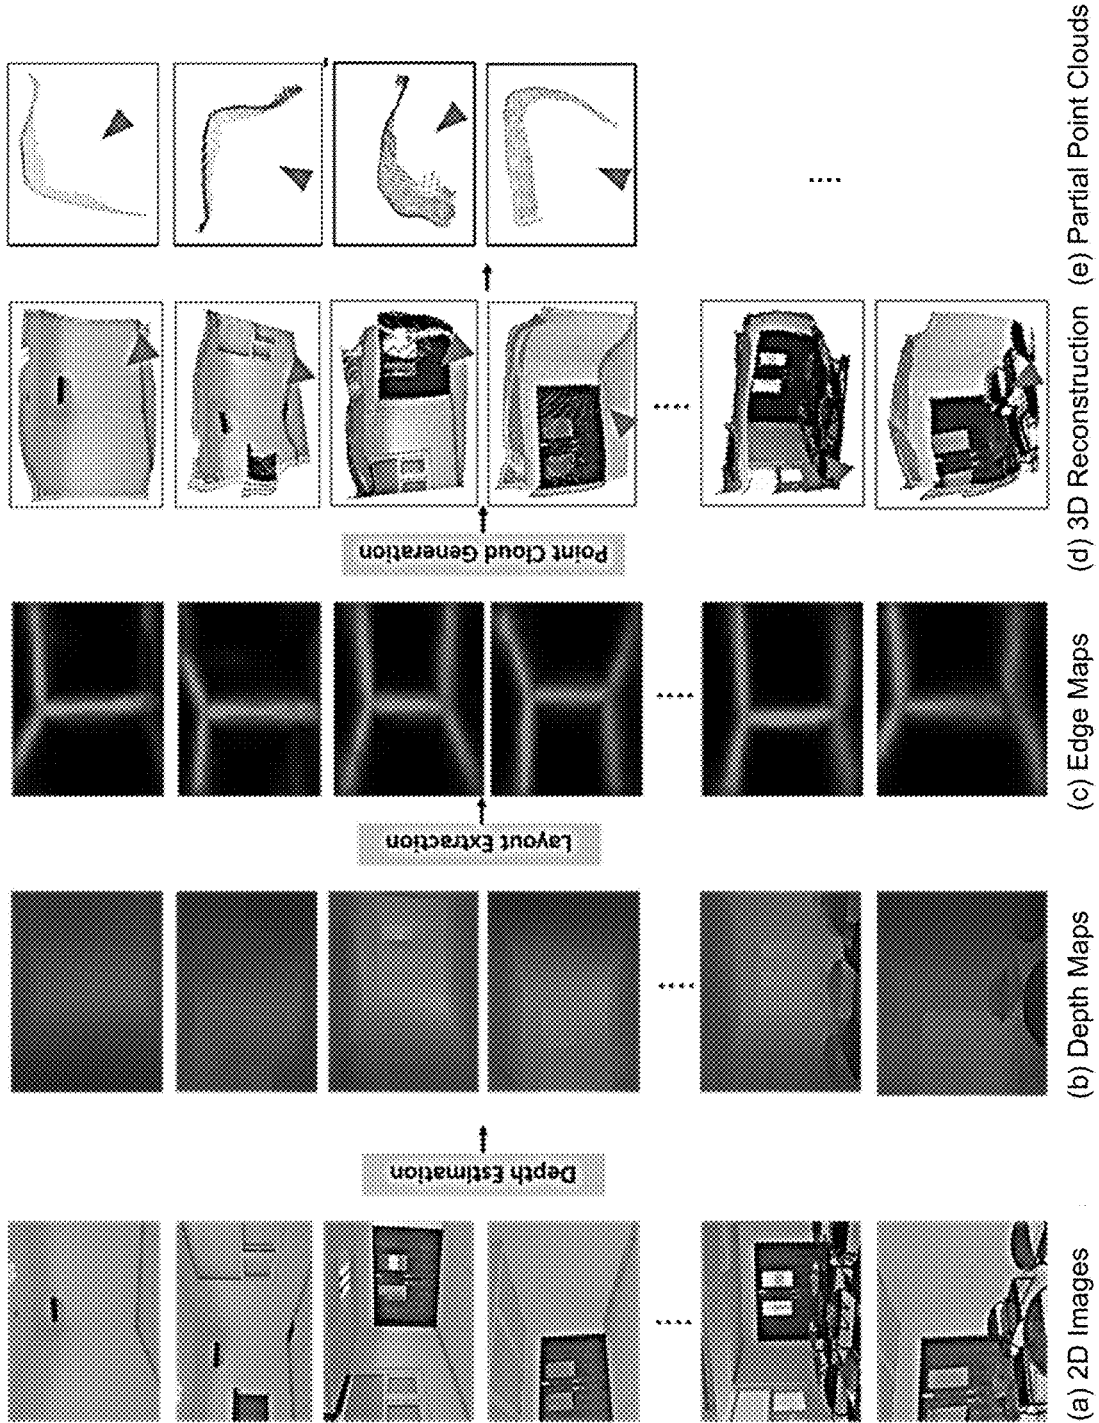 Depth Estimation
Layout Extraction
Point Cloud Generation
(a) 2D Images
(b) Depth Maps
(c) Edge Maps
(d) 3D Reconstruction
(e) Partial Point Clouds